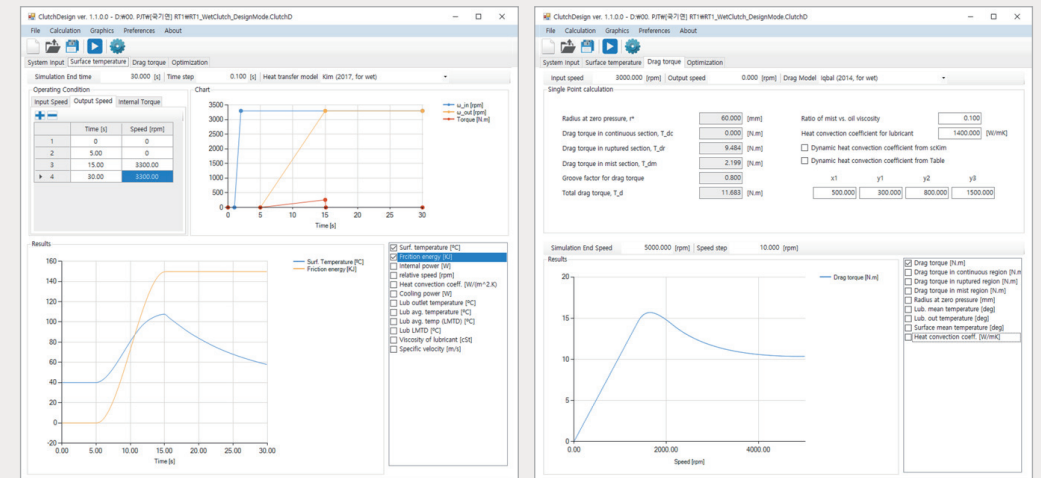 ClutchDesign ver. 1.1.0.0 - D:₩00. PJTW[국기연] RT1₩RT1_WetClutch_DesignMode.ClutchD
File Calculation Graphics Preferences About
System Input Surface temperature Drag torque Optimization
Simulation End time 30.000 [s] Time step 0.100 [s] Heat transfer model Kim (2017, for wet)
Operating Condition
Input Speed Output Speed Internal Torque
Time [s] Speed [rpm]
1 0 0
2 5.00 0
3 15.00 3300.00
4 30.00 3300.00
Chart
3500
3000
2500
2000
1500
1000
500
0
0 5 10 15 20 25 30
Time [s]
ω_in [rpm]
ω_out [rpm]
Torque [N.m]
Results
160
140
120
100
80
60
40
20
0
-20
0.00 5.00 10.00 15.00 20.00 25.00 30.00
Time [s]
Surf. Temperature [ºC]
Friction energy [KJ]
Surf. temperature [ºC]
Frcition energy [KJ]
Internal power [W]
relative speed [rpm]
Heat convection coeff. [W/(m^2.K)
Cooling power [W]
Lub outlet temperature [ºC]
Lub avg. temperature [ºC]
Lub avg. temp (LMTD) [ºC]
Lub LMTD [ºC]
Viscosity of lubricant [cSt]
Specific velocity [m/s]
ClutchDesign ver. 1.1.0.0 - D:₩00. PJTW[국기연] RT1₩RT1_WetClutch_DesignMode.ClutchD
File Calculation Graphics Preferences About
System Input Surface temperature Drag torque Optimization
Input speed 3000.000 [rpm] Output speed 0.000 [rpm] Drag Model Iqbal (2014, for wet)
Single Point calculation
Radius at zero pressure, r* 60.000 [mm]
Drag torque in continuous section, T_dc 0.000 [N.m]
Drag torque in ruptured section, T_dr 9.484 [N.m]
Drag torque in mist section, T_dm 2.199 [N.m]
Groove factor for drag torque 0.800
Total drag torque, T_d 11.683 [N.m]
Ratio of mist vs. oil viscosity 0.100
Heat convection coefficient for lubricant 1400.000 [W/mK]
Dynamic heat convection coefficient from scKim
Dynamic heat convection coefficient from Table
x1 y1 y2 y3
500.000 300.000 800.000 1500.000
Simulation End Speed 5000.000 [rpm] Speed step 10.000 [rpm]
Results
20
15
10
5
0
0.00 2000.00 4000.00
Speed [rpm]
Drag torque [N.m]
Drag torque [N.m]
Drag torque in continuous region [N.n
Drag torque in ruptured region [N.m]
Drag torque in mist region [N.m]
Radius at zero pressure [mm]
Lub. mean temperature [deg]
Lub. out temperature [deg]
Surface mean temperature [deg]
Heat convection coeff. [W/mK]